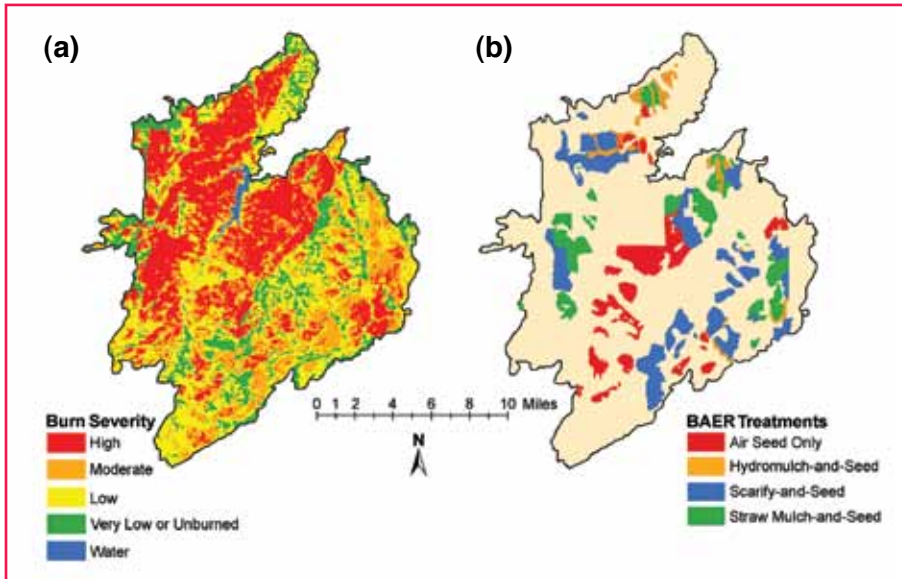 (a)
(b)
Burn Severity
High
Moderate
Low
Very Low or Unburned
Water
0 1 2 4 6 8 10 Miles
N
BAER Treatments
Air Seed Only
Hydromulch-and-Seed
Scarify-and-Seed
Straw Mulch-and-Seed